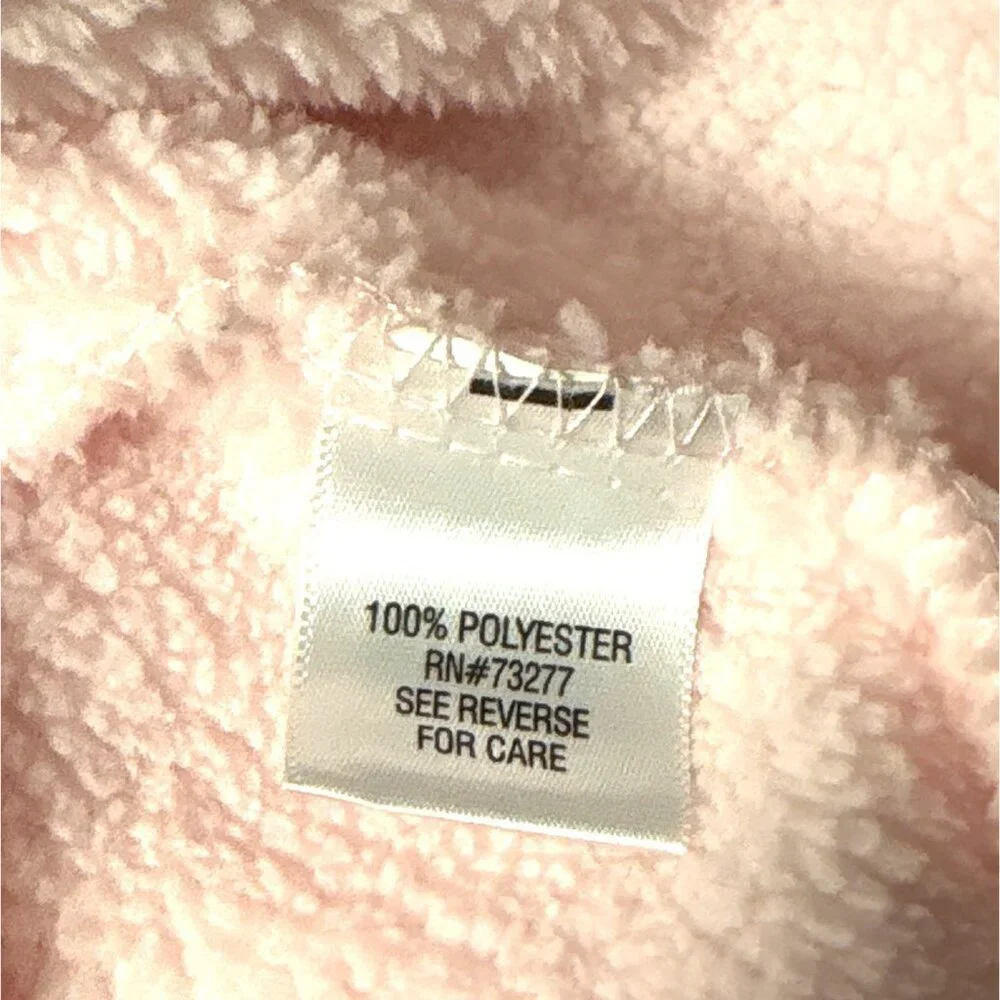 100% POLYESTER
RN#73277
SEE REVERSE
FOR CARE